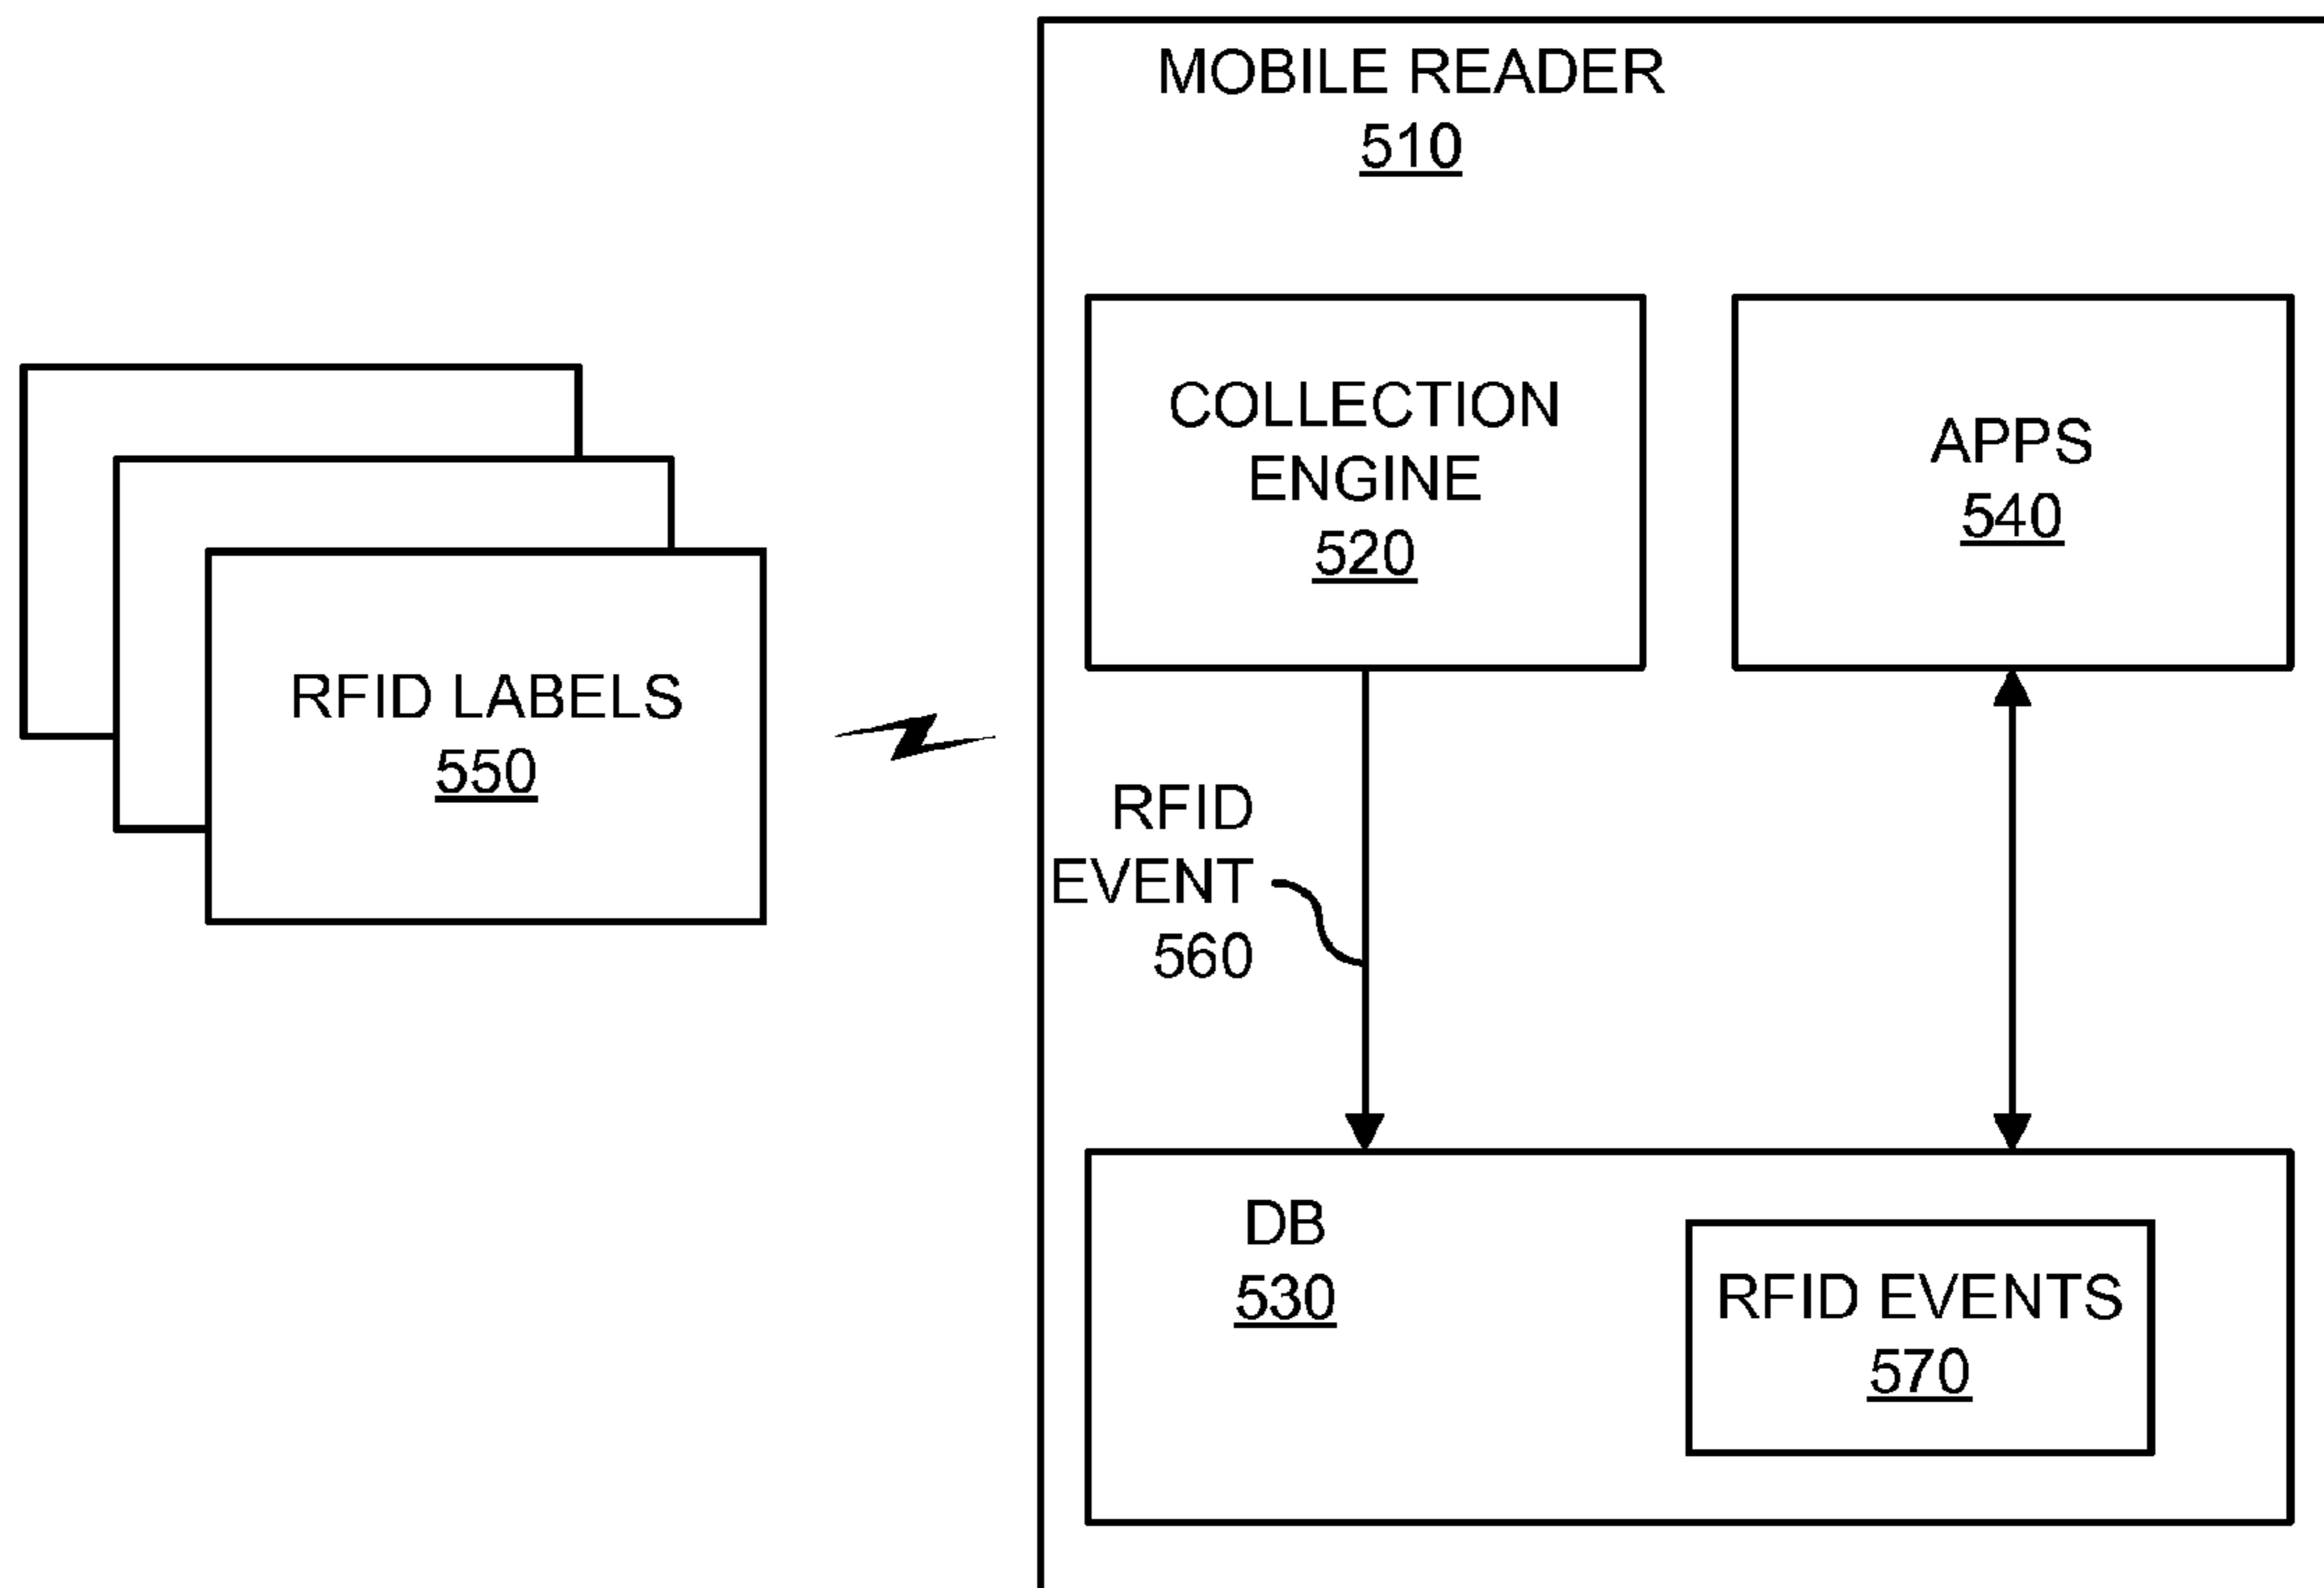 MOBILE READER
510
COLLECTION
ENGINE
520
APPS
540
RFID LABELS
550
RFID
EVENT
560
DB
530
RFID EVENTS
570